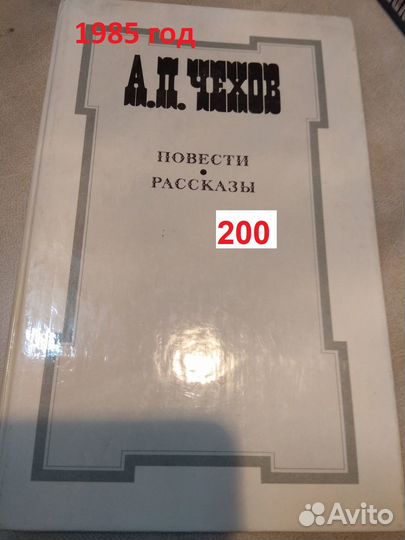 1985 год
А.П. ЧЕХОВ
ПОВЕСТИ
•
РАССКАЗЫ
200
Avito